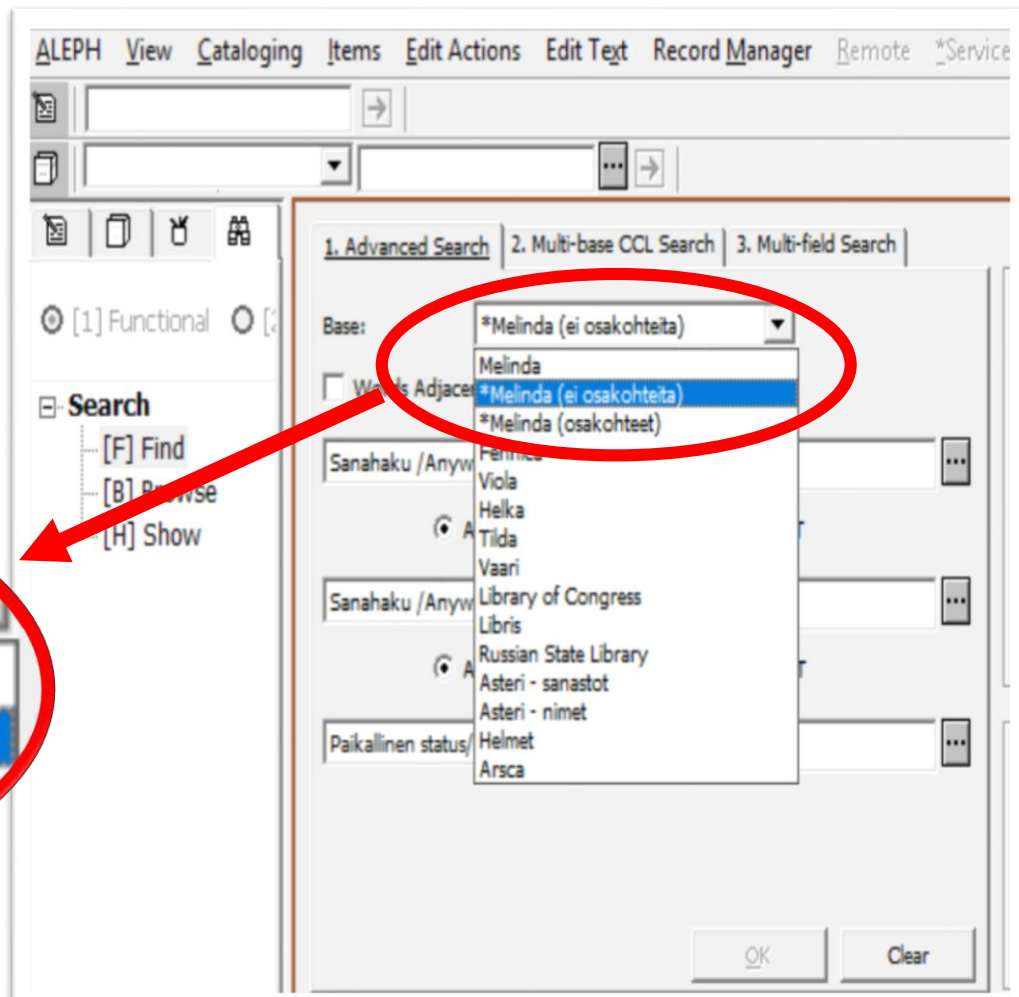 ALEPH View Cataloging Items Edit Actions Edit Text Record Manager Remote *Service
1. Advanced Search 2. Multi-base CCL Search 3. Multi-field Search
[1] Functional
Base: *Melinda (ei osakohteita)
Melinda
*Melinda (ei osakohteita)
*Melinda (osakohteet)
Fennica
Viola
Helka
Tilda
Vaari
Library of Congress
Libris
Russian State Library
Asteri - sanastot
Asteri - nimet
Helmet
Arsca
Search
[F] Find
[B] Browse
[H] Show
Sanahaku /Anyw
Sanahaku /Anyw
Paikallinen status/
OK Clear